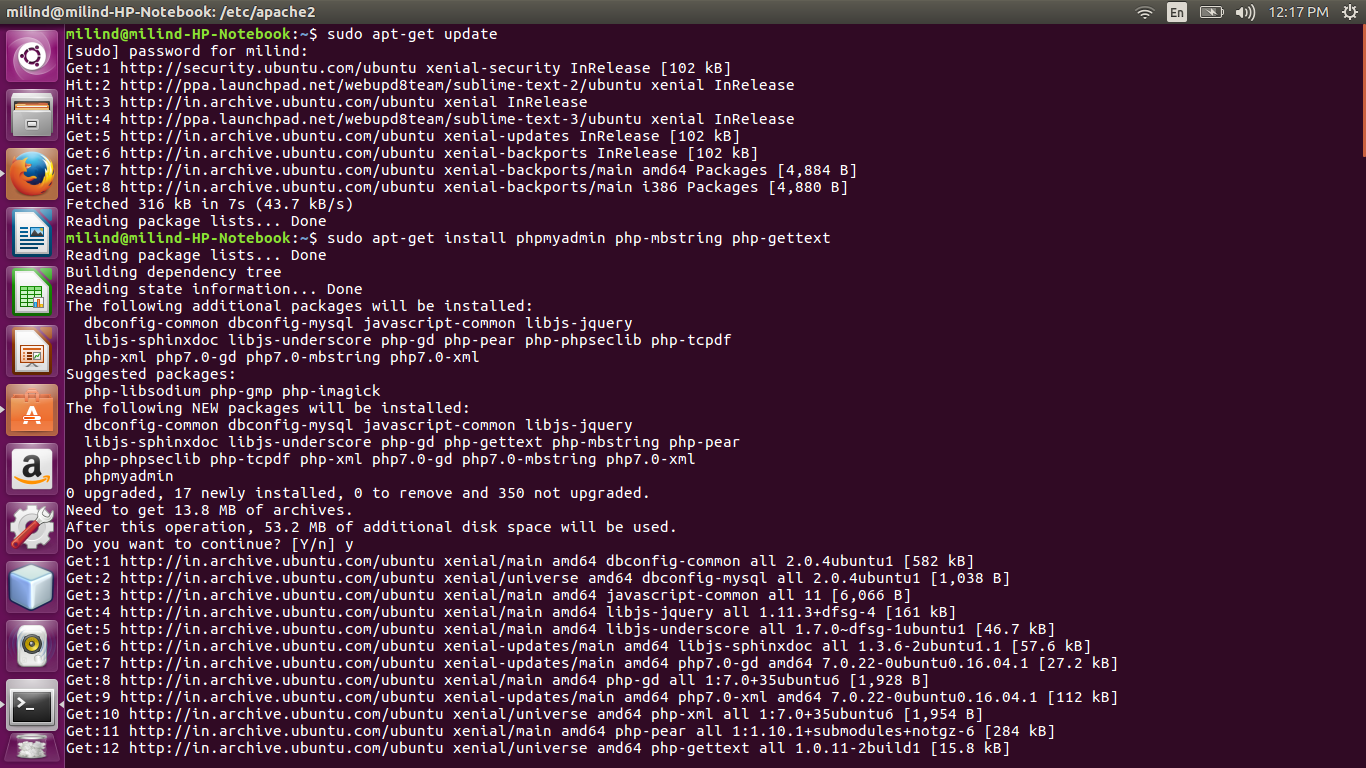 milind@milind-HP-Notebook: /etc/apache2
En
12:17 PM
milind@milind-HP-Notebook:~$ sudo apt-get update
[sudo] password for milind:
Get:1 http://security.ubuntu.com/ubuntu xenial-security InRelease [102 kB]
Hit:2 http://ppa.launchpad.net/webupd8team/sublime-text-2/ubuntu xenial InRelease
Hit:3 http://in.archive.ubuntu.com/ubuntu xenial InRelease
Hit:4 http://ppa.launchpad.net/webupd8team/sublime-text-3/ubuntu xenial InRelease
Get:5 http://in.archive.ubuntu.com/ubuntu xenial-updates InRelease [102 kB]
Get:6 http://in.archive.ubuntu.com/ubuntu xenial-backports InRelease [102 kB]
Get:7 http://in.archive.ubuntu.com/ubuntu xenial-backports/main amd64 Packages [4,884 B]
Get:8 http://in.archive.ubuntu.com/ubuntu xenial-backports/main i386 Packages [4,880 B]
Fetched 316 kB in 7s (43.7 kB/s)
Reading package lists... Done
milind@milind-HP-Notebook:~$ sudo apt-get install phpmyadmin php-mbstring php-gettext
Reading package lists... Done
Building dependency tree
Reading state information... Done
The following additional packages will be installed:
  dbconfig-common dbconfig-mysql javascript-common libjs-jquery
  libjs-sphinxdoc libjs-underscore php-gd php-pear php-phpseclib php-tcpdf
  php-xml php7.0-gd php7.0-mbstring php7.0-xml
Suggested packages:
  php-libsodium php-gmp php-imagick
The following NEW packages will be installed:
  dbconfig-common dbconfig-mysql javascript-common libjs-jquery
  libjs-sphinxdoc libjs-underscore php-gd php-gettext php-mbstring php-pear
  php-phpseclib php-tcpdf php-xml php7.0-gd php7.0-mbstring php7.0-xml
  phpmyadmin
0 upgraded, 17 newly installed, 0 to remove and 350 not upgraded.
Need to get 13.8 MB of archives.
After this operation, 53.2 MB of additional disk space will be used.
Do you want to continue? [Y/n] y
Get:1 http://in.archive.ubuntu.com/ubuntu xenial/main amd64 dbconfig-common all 2.0.4ubuntu1 [582 kB]
Get:2 http://in.archive.ubuntu.com/ubuntu xenial/universe amd64 dbconfig-mysql all 2.0.4ubuntu1 [1,038 B]
Get:3 http://in.archive.ubuntu.com/ubuntu xenial/main amd64 javascript-common all 11 [6,066 B]
Get:4 http://in.archive.ubuntu.com/ubuntu xenial/main amd64 libjs-jquery all 1.11.3+dfsg-4 [161 kB]
Get:5 http://in.archive.ubuntu.com/ubuntu xenial/main amd64 libjs-underscore all 1.7.0~dfsg-1ubuntu1 [46.7 kB]
Get:6 http://in.archive.ubuntu.com/ubuntu xenial-updates/main amd64 libjs-sphinxdoc all 1.3.6-2ubuntu1.1 [57.6 kB]
Get:7 http://in.archive.ubuntu.com/ubuntu xenial-updates/main amd64 php7.0-gd amd64 7.0.22-0ubuntu0.16.04.1 [27.2 kB]
Get:8 http://in.archive.ubuntu.com/ubuntu xenial/main amd64 php-gd all 1:7.0+35ubuntu6 [1,928 B]
Get:9 http://in.archive.ubuntu.com/ubuntu xenial-updates/main amd64 php7.0-xml amd64 7.0.22-0ubuntu0.16.04.1 [112 kB]
Get:10 http://in.archive.ubuntu.com/ubuntu xenial/universe amd64 php-xml all 1:7.0+35ubuntu6 [1,954 B]
Get:11 http://in.archive.ubuntu.com/ubuntu xenial/main amd64 php-pear all 1:1.10.1+submodules+notgz-6 [284 kB]
Get:12 http://in.archive.ubuntu.com/ubuntu xenial/universe amd64 php-gettext all 1.0.11-2build1 [15.8 kB]